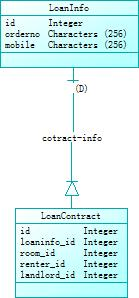 LoanInfo
id Integer
orderno Characters (256)
mobile Characters (256)
(D)
cotract-info
LoanContract
id Integer
loaninfo_id Integer
room_id Integer
renter_id Integer
landlord_id Integer